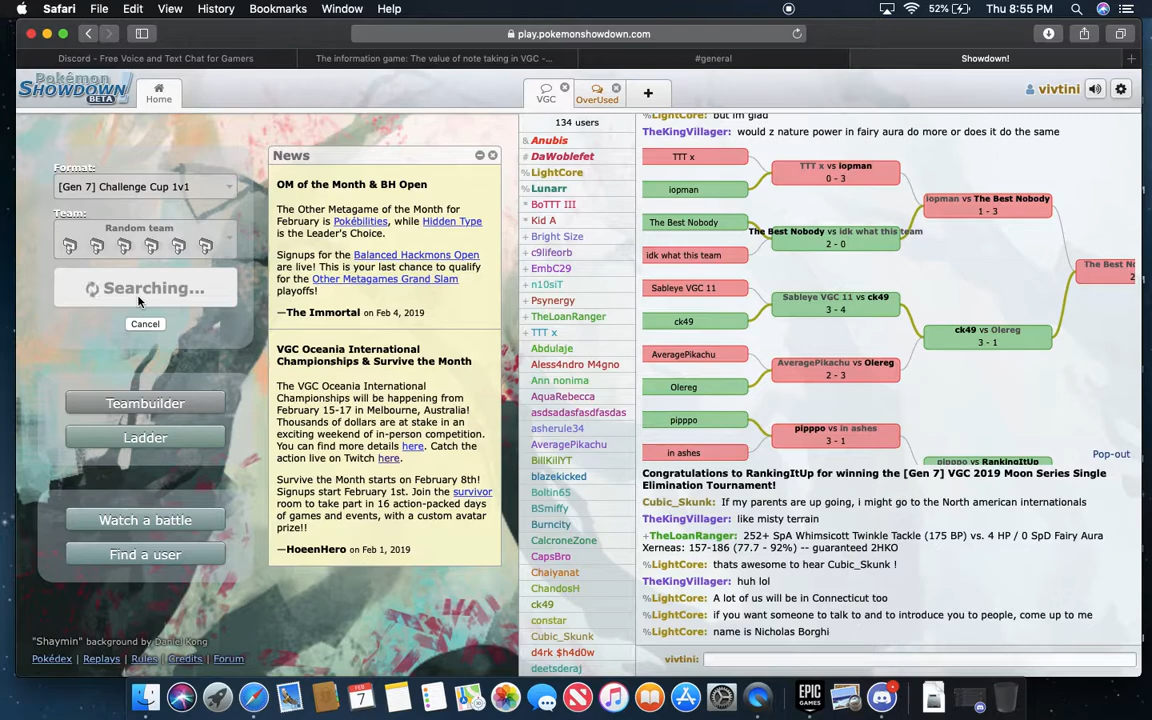 Safari File Edit View History Bookmarks Window Help
52% Thu 8:55 PM
play.pokemonshowdown.com
Discord - Free Voice and Text Chat for Gamers
The information game: The value of note taking in VGC -...
#general
Showdown!
Pokémon
SHOWDOWN!
BETA
Home
VGC
OverUsed
vivtini
Format:
[Gen 7] Challenge Cup 1v1
Team:
Random team
Searching...
Cancel
Teambuilder
Ladder
Watch a battle
Find a user
"Shaymin" background by Daniel Kong
Pokédex | Replays | Rules | Credits | Forum
News
OM of the Month & BH Open
The Other Metagame of the Month for
February is Pokébilities, while Hidden Type
is the Leader's Choice.
Signups for the Balanced Hackmons Open
are live! This is your last chance to qualify
for the Other Metagames Grand Slam
playoffs!
—The Immortal on Feb 4, 2019
VGC Oceania International
Championships & Survive the Month
The VGC Oceania International
Championships will be happening from
February 15-17 in Melbourne, Australia!
Thousands of dollars are at stake in an
exciting weekend of in-person competition.
You can find more details here. Catch the
action live on Twitch here.
Survive the Month starts on February 8th!
Signups start February 1st. Join the survivor
room to take part in 16 action-packed days
of games and events, with a custom avatar
prize!!
—HoeenHero on Feb 1, 2019
134 users
& Anubis
# DaWoblefet
% LightCore
% Lunarr
* BoTTT III
* Kid A
+ Bright Size
+ c9lifeorb
+ EmbC29
+ n10siT
+ Psynergy
+ TheLoanRanger
+ TTT x
Abdulaje
Aless4ndro M4gno
Ann nonima
AquaRebecca
asdsadasfasdfasdas
asherule34
AveragePikachu
BillKillYT
blazekicked
Boltin65
BSmiffy
Burncity
CalcroneZone
CapsBro
Chaiyanat
ChandosH
ck49
constar
Cubic_Skunk
d4rk $h4d0w
deetsderaj
%LightCore: but im glad
TheKingVillager: would z nature power in fairy aura do more or does it do the same
TTT x
iopman
The Best Nobody
idk what this team
Sableye VGC 11
ck49
AveragePikachu
Olereg
pipppo
in ashes
TTT x vs iopman
0 - 3
The Best Nobody vs idk what this team
2 - 0
Sableye VGC 11 vs ck49
3 - 4
AveragePikachu vs Olereg
2 - 3
pipppo vs in ashes
3 - 1
iopman vs The Best Nobody
1 - 3
ck49 vs Olereg
3 - 1
pipppo vs RankingItUp
The Best N
2
Pop-out
Congratulations to RankingItUp for winning the [Gen 7] VGC 2019 Moon Series Single
Elimination Tournament!
Cubic_Skunk: If my parents are up going, i might go to the North american internationals
TheKingVillager: like misty terrain
+TheLoanRanger: 252+ SpA Whimsicott Twinkle Tackle (175 BP) vs. 4 HP / 0 SpD Fairy Aura
Xerneas: 157-186 (77.7 - 92%) -- guaranteed 2HKO
%LightCore: thats awesome to hear Cubic_Skunk !
TheKingVillager: huh lol
%LightCore: A lot of us will be in Connecticut too
%LightCore: if you want someone to talk to and to introduce you to people, come up to me
%LightCore: name is Nicholas Borghi
vivtini:
FEB
7
EPIC
GAMES